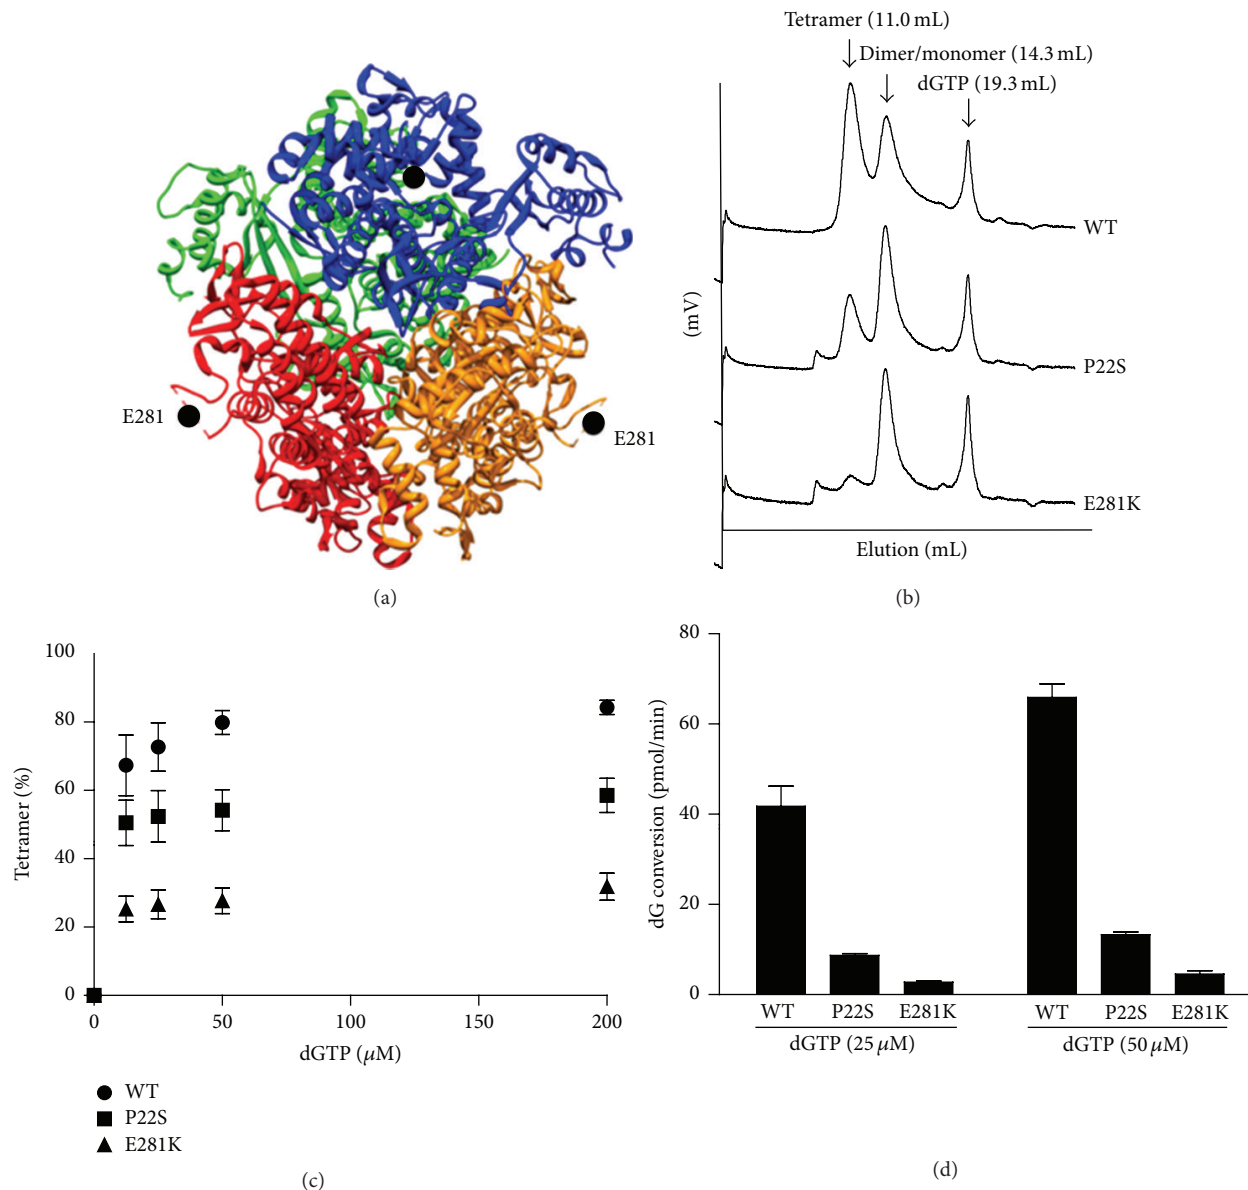 E281
E281
(a)
Tetramer (11.0 mL)
Dimer/monomer (14.3 mL)
dGTP (19.3 mL)
(mV)
WT
P22S
E281K
Elution (mL)
(b)
100
80
60
40
20
0
Tetramer (%)
0 50 100 150 200
dGTP (μM)
WT
P22S
E281K
(c)
80
60
40
20
0
dG conversion (pmol/min)
WT P22S E281K WT P22S E281K
dGTP (25 μM) dGTP (50 μM)
(d)